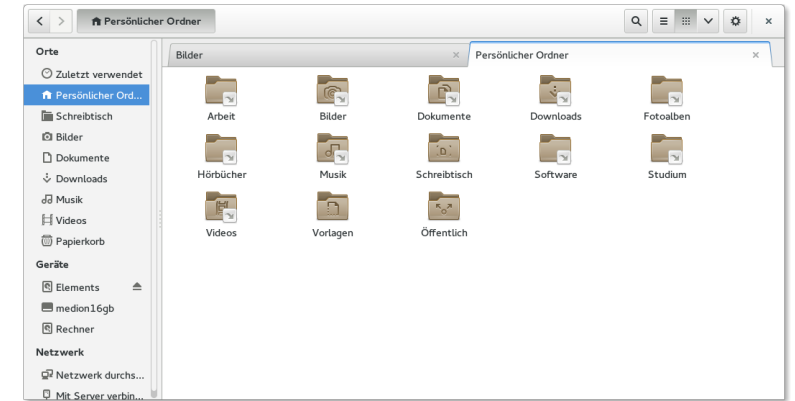 Persönlicher Ordner
Orte
Zuletzt verwendet
Persönlicher Ord...
Schreibtisch
Bilder
Dokumente
Downloads
Musik
Videos
Papierkorb
Geräte
Elements
medion16gb
Rechner
Netzwerk
Netzwerk durchs...
Mit Server verbin...
Bilder
Persönlicher Ordner
Arbeit
Bilder
Dokumente
Downloads
Fotoalben
Hörbücher
Musik
Schreibtisch
Software
Studium
Videos
Vorlagen
Öffentlich